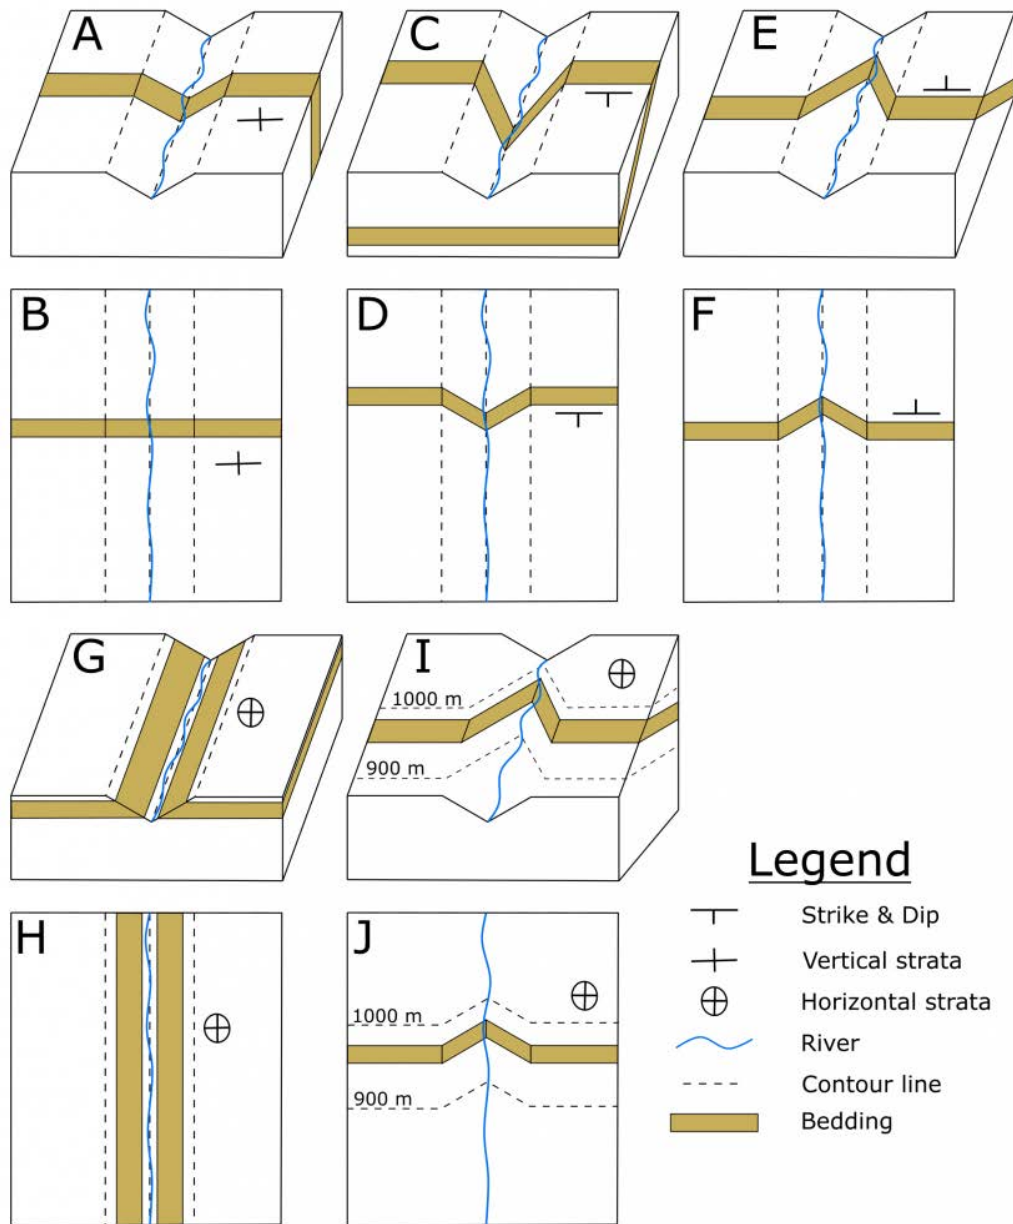 A
C
E
B
D
F
G
I
1000 m
900 m
H
J
1000 m
900 m
Legend
Strike & Dip
Vertical strata
Horizontal strata
River
Contour line
Bedding